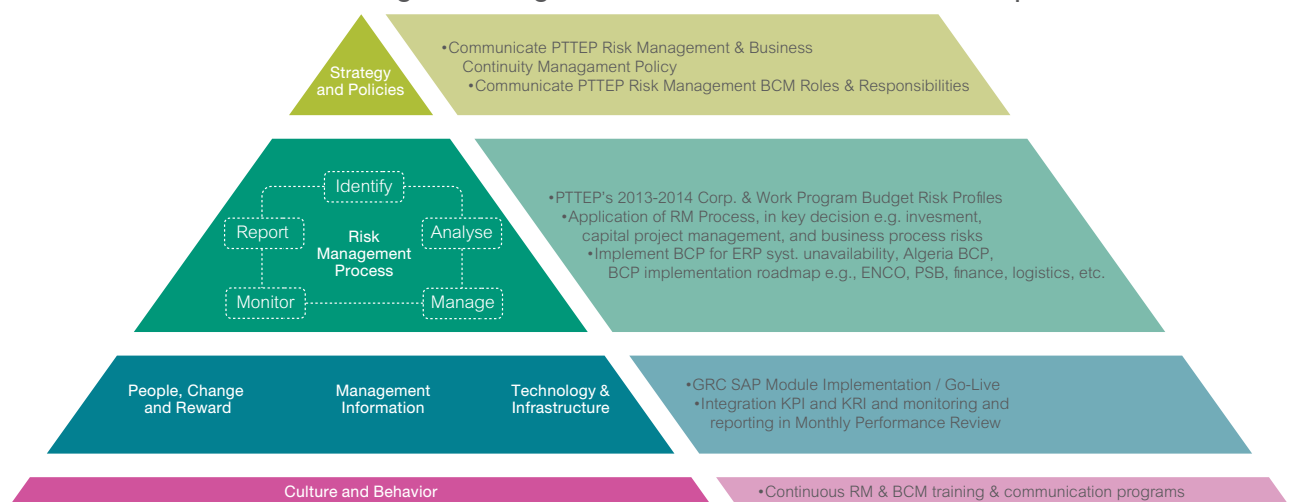 Strategy
and Policies
•Communicate PTTEP Risk Management & Business
Continuity Managament Policy
•Communicate PTTEP Risk Management BCM Roles & Responsibilities
Identify
Report
Analyse
Risk
Management
Process
Monitor
Manage
•PTTEP's 2013-2014 Corp. & Work Program Budget Risk Profiles
•Application of RM Process, in key decision e.g. invesment,
capital project management, and business process risks
•Implement BCP for ERP syst. unavailability, Algeria BCP,
BCP implementation roadmap e.g., ENCO, PSB, finance, logistics, etc.
People, Change
and Reward
Management
Information
Technology &
Infrastructure
•GRC SAP Module Implementation / Go-Live
•Integration KPI and KRI and monitoring and
reporting in Monthly Performance Review
Culture and Behavior
•Continuous RM & BCM training & communication programs